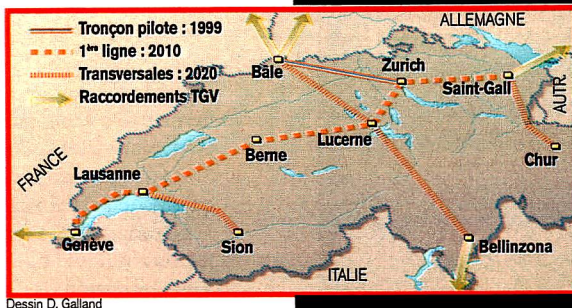 Tronçon pilote : 1999
1ère ligne : 2010
Transversales : 2020
Raccordements TGV
ALLEMAGNE
Bâle
Zurich
Saint-Gall
AUTR.
Lucerne
Berne
Chur
FRANCE
Lausanne
Genève
Sion
Bellinzona
ITALIE
Dessin D. Galland